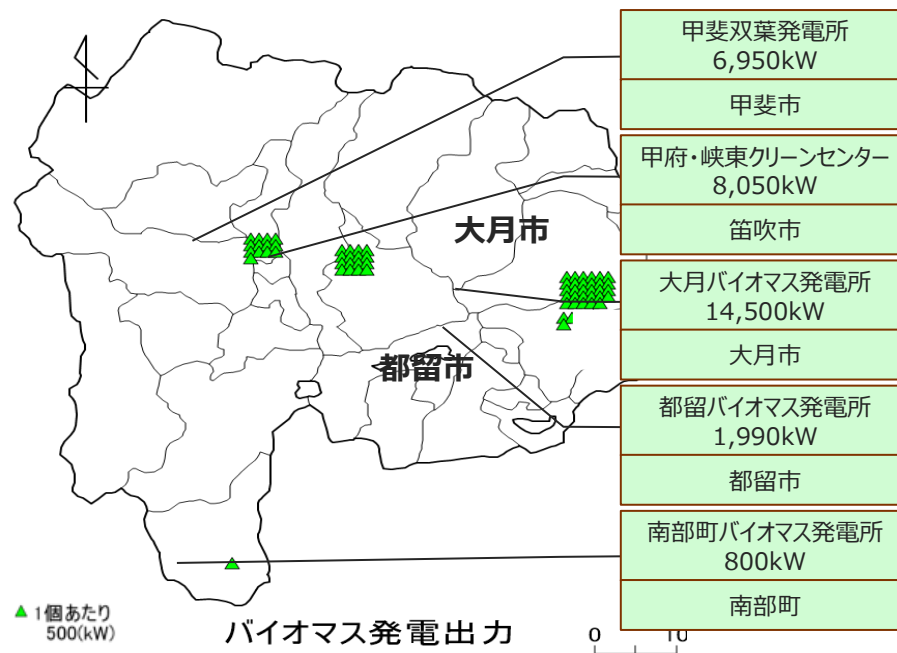 甲斐双葉発電所
6,950kW
甲斐市
甲府・峡東クリーンセンター
8,050kW
笛吹市
大月バイオマス発電所
14,500kW
大月市
都留バイオマス発電所
1,990kW
都留市
南部町バイオマス発電所
800kW
南部町
大月市
都留市
1個あたり
500(kW)
バイオマス発電出力
0 10